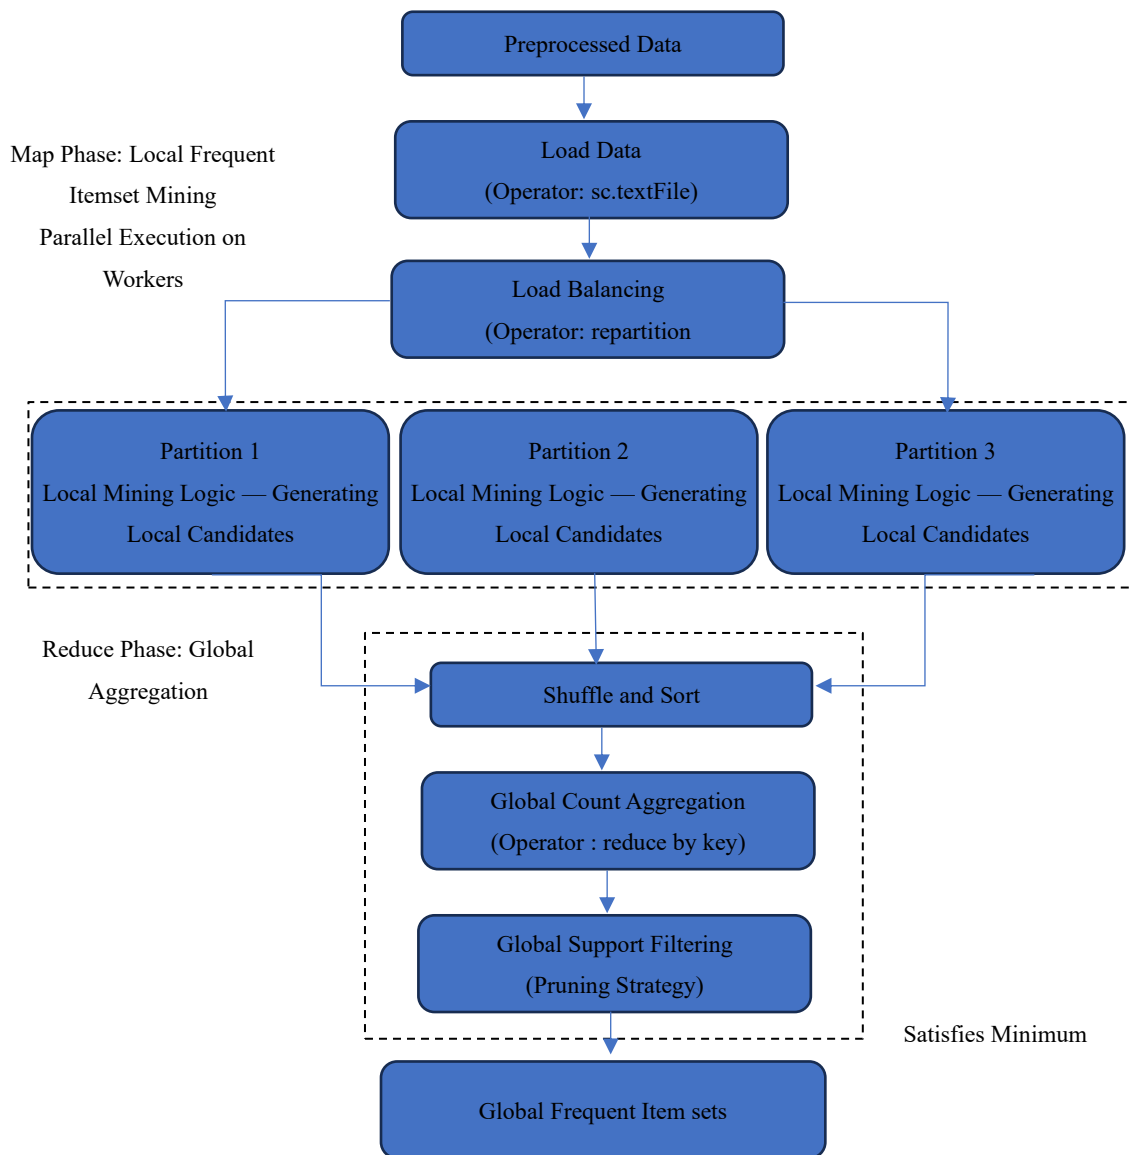 Preprocessed Data
Load Data
(Operator: sc.textFile)
Map Phase: Local Frequent
Itemset Mining
Parallel Execution on
Workers
Load Balancing
(Operator: repartition
Partition 1
Local Mining Logic — Generating
Local Candidates
Partition 2
Local Mining Logic — Generating
Local Candidates
Partition 3
Local Mining Logic — Generating
Local Candidates
Reduce Phase: Global
Aggregation
Shuffle and Sort
Global Count Aggregation
(Operator : reduce by key)
Global Support Filtering
(Pruning Strategy)
Satisfies Minimum
Global Frequent Item sets